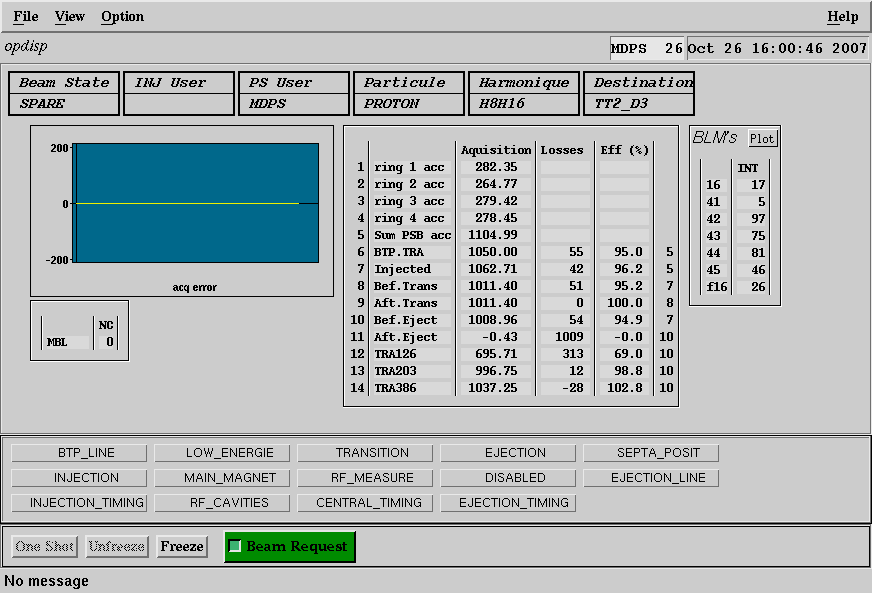 File View Option Help
opdisp
MDPS 26 Oct 26 16:00:46 2007
Beam State INJ User PS User Particule Harmonique Destination
SPARE MDPS PROTON H8H16 TT2_D3
200
0
-200
acq error
NC
MBL 0
Aquisition Losses Eff (%)
1 ring 1 acc 282.35
2 ring 2 acc 264.77
3 ring 3 acc 279.42
4 ring 4 acc 278.45
5 Sum PSB acc 1104.99
6 BTP.TRA 1050.00 55 95.0 5
7 Injected 1062.71 42 96.2 5
8 Bef.Trans 1011.40 51 95.2 7
9 Aft.Trans 1011.40 0 100.0 8
10 Bef.Eject 1008.96 54 94.9 7
11 Aft.Eject -0.43 1009 -0.0 10
12 TRA126 695.71 313 69.0 10
13 TRA203 996.75 12 98.8 10
14 TRA386 1037.25 -28 102.8 10
BLM's Plot
INT
16 17
41 5
42 97
43 75
44 81
45 46
f16 26
BTP_LINE LOW_ENERGIE TRANSITION EJECTION SEPTA_POSIT
INJECTION MAIN_MAGNET RF_MEASURE DISABLED EJECTION_LINE
INJECTION_TIMING RF_CAVITIES CENTRAL_TIMING EJECTION_TIMING
One Shot Unfreeze Freeze Beam Request
No message